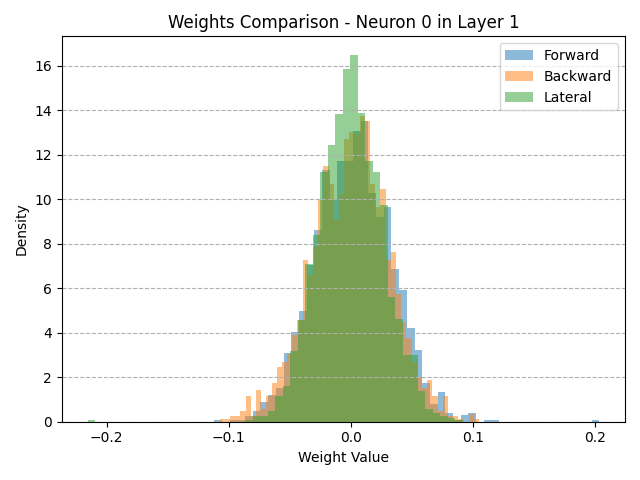 Weights Comparison - Neuron 0 in Layer 1
Forward
Backward
Lateral
Density
16
14
12
10
8
6
4
2
0
−0.2
−0.1
0.0
0.1
0.2
Weight Value